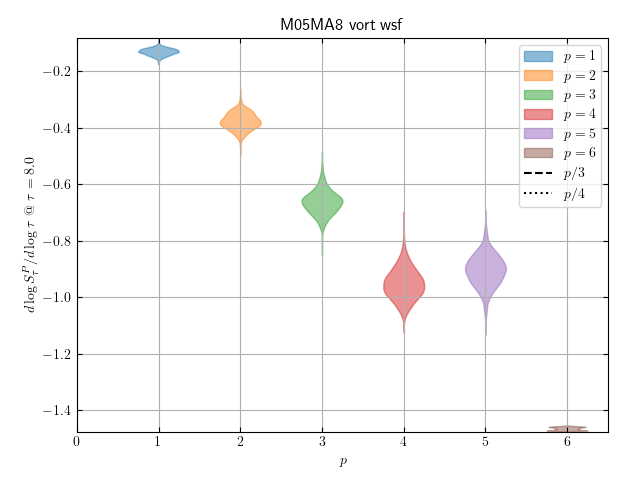 M05MA8 vort wsf
d log S_τ^P / d log τ @ τ = 8.0
−0.2
−0.4
−0.6
−0.8
−1.0
−1.2
−1.4
0 1 2 3 4 5 6
p
p = 1
p = 2
p = 3
p = 4
p = 5
p = 6
p/3
p/4